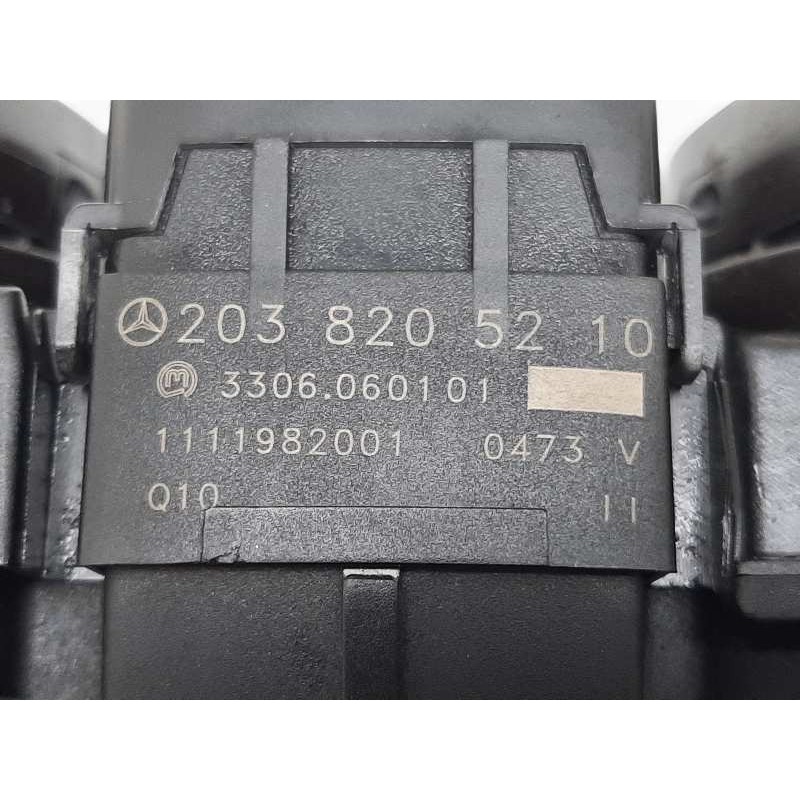 203 820 52 10
M 3306.060101
1111982001 0473 V
Q10 II